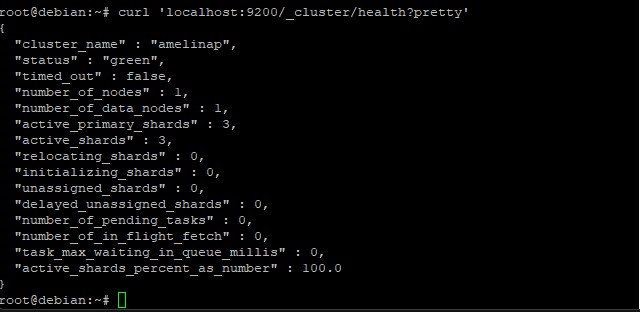 root@debian:~# curl 'localhost:9200/_cluster/health?pretty'
{
  "cluster_name" : "amelinap",
  "status" : "green",
  "timed_out" : false,
  "number_of_nodes" : 1,
  "number_of_data_nodes" : 1,
  "active_primary_shards" : 3,
  "active_shards" : 3,
  "relocating_shards" : 0,
  "initializing_shards" : 0,
  "unassigned_shards" : 0,
  "delayed_unassigned_shards" : 0,
  "number_of_pending_tasks" : 0,
  "number_of_in_flight_fetch" : 0,
  "task_max_waiting_in_queue_millis" : 0,
  "active_shards_percent_as_number" : 100.0
}
root@debian:~#